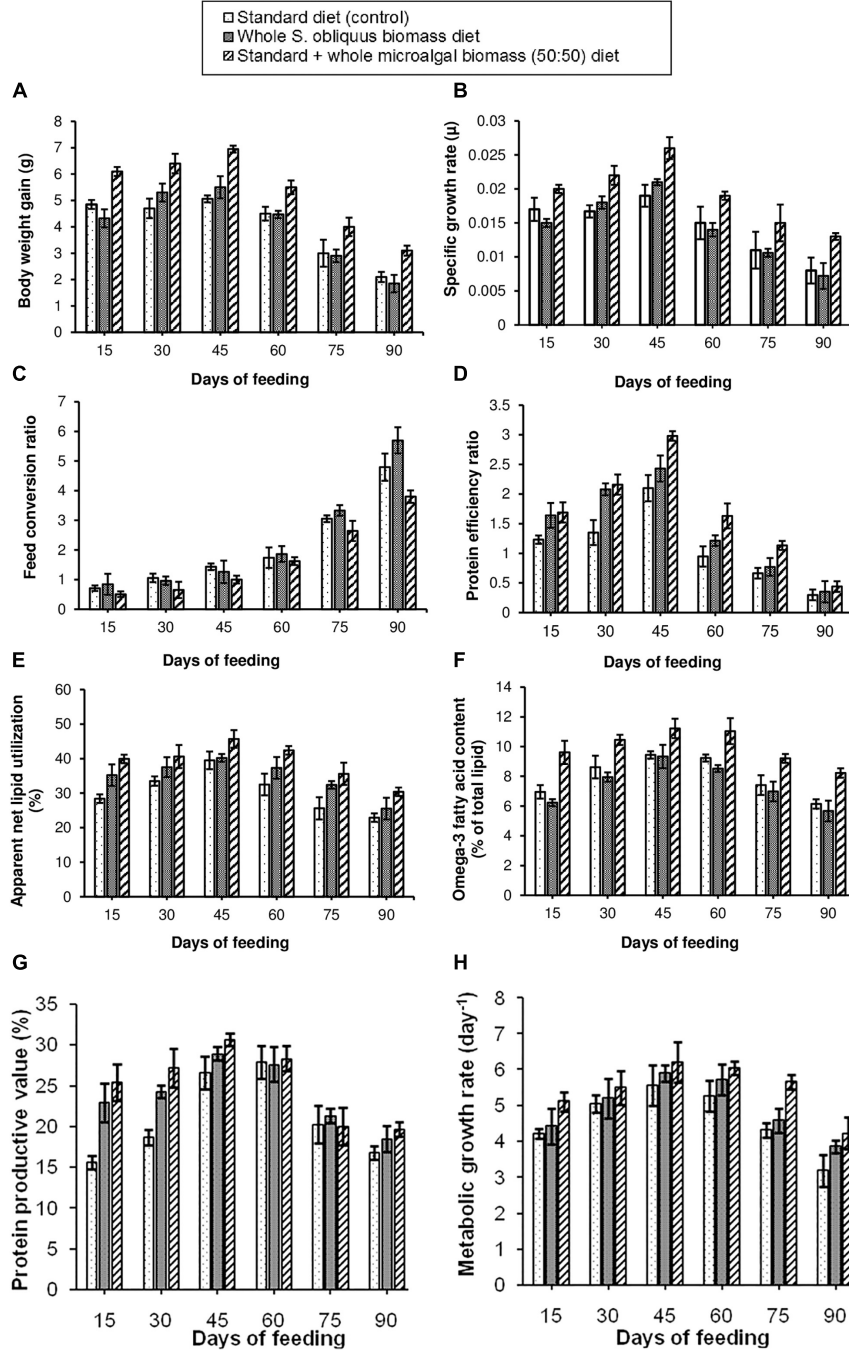 Standard diet (control)
Whole S. obliquus biomass diet
Standard + whole microalgal biomass (50:50) diet
A
Body weight gain (g)
8
7
6
5
4
3
2
1
0
15 30 45 60 75 90
Days of feeding
B
Specific growth rate (µ)
0.03
0.025
0.02
0.015
0.01
0.005
0
15 30 45 60 75 90
Days of feeding
C
Feed conversion ratio
7
6
5
4
3
2
1
0
15 30 45 60 75 90
Days of feeding
D
Protein efficiency ratio
3.5
3
2.5
2
1.5
1
0.5
0
15 30 45 60 75 90
Days of feeding
E
Apparent net lipid utilization
(%)
60
50
40
30
20
10
0
15 30 45 60 75 90
Days of feeding
F
Omega-3 fatty acid content
(% of total lipid)
14
12
10
8
6
4
2
0
15 30 45 60 75 90
Days of feeding
G
Protein productive value (%)
35
30
25
20
15
10
5
0
15 30 45 60 75 90
Days of feeding
H
Metabolic growth rate (day-1)
8
7
6
5
4
3
2
1
0
15 30 45 60 75 90
Days of feeding